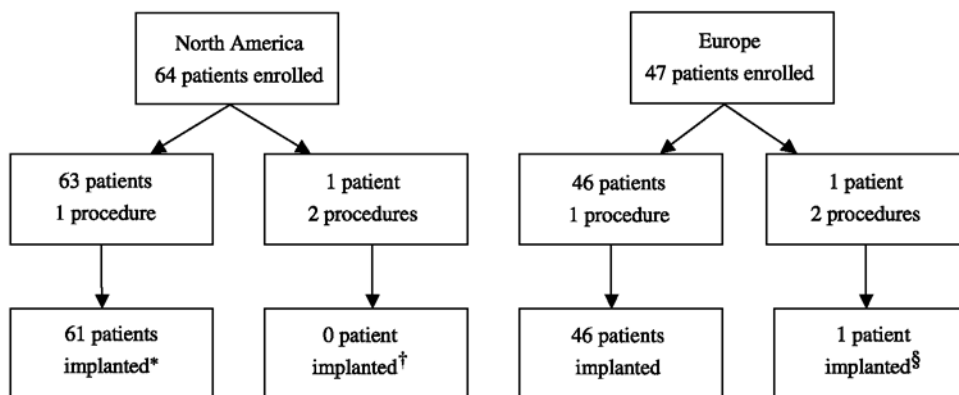 North America
64 patients enrolled
Europe
47 patients enrolled
63 patients
1 procedure
1 patient
2 procedures
46 patients
1 procedure
1 patient
2 procedures
61 patients
implanted*
0 patient
implanted†
46 patients
implanted
1 patient
implanted§